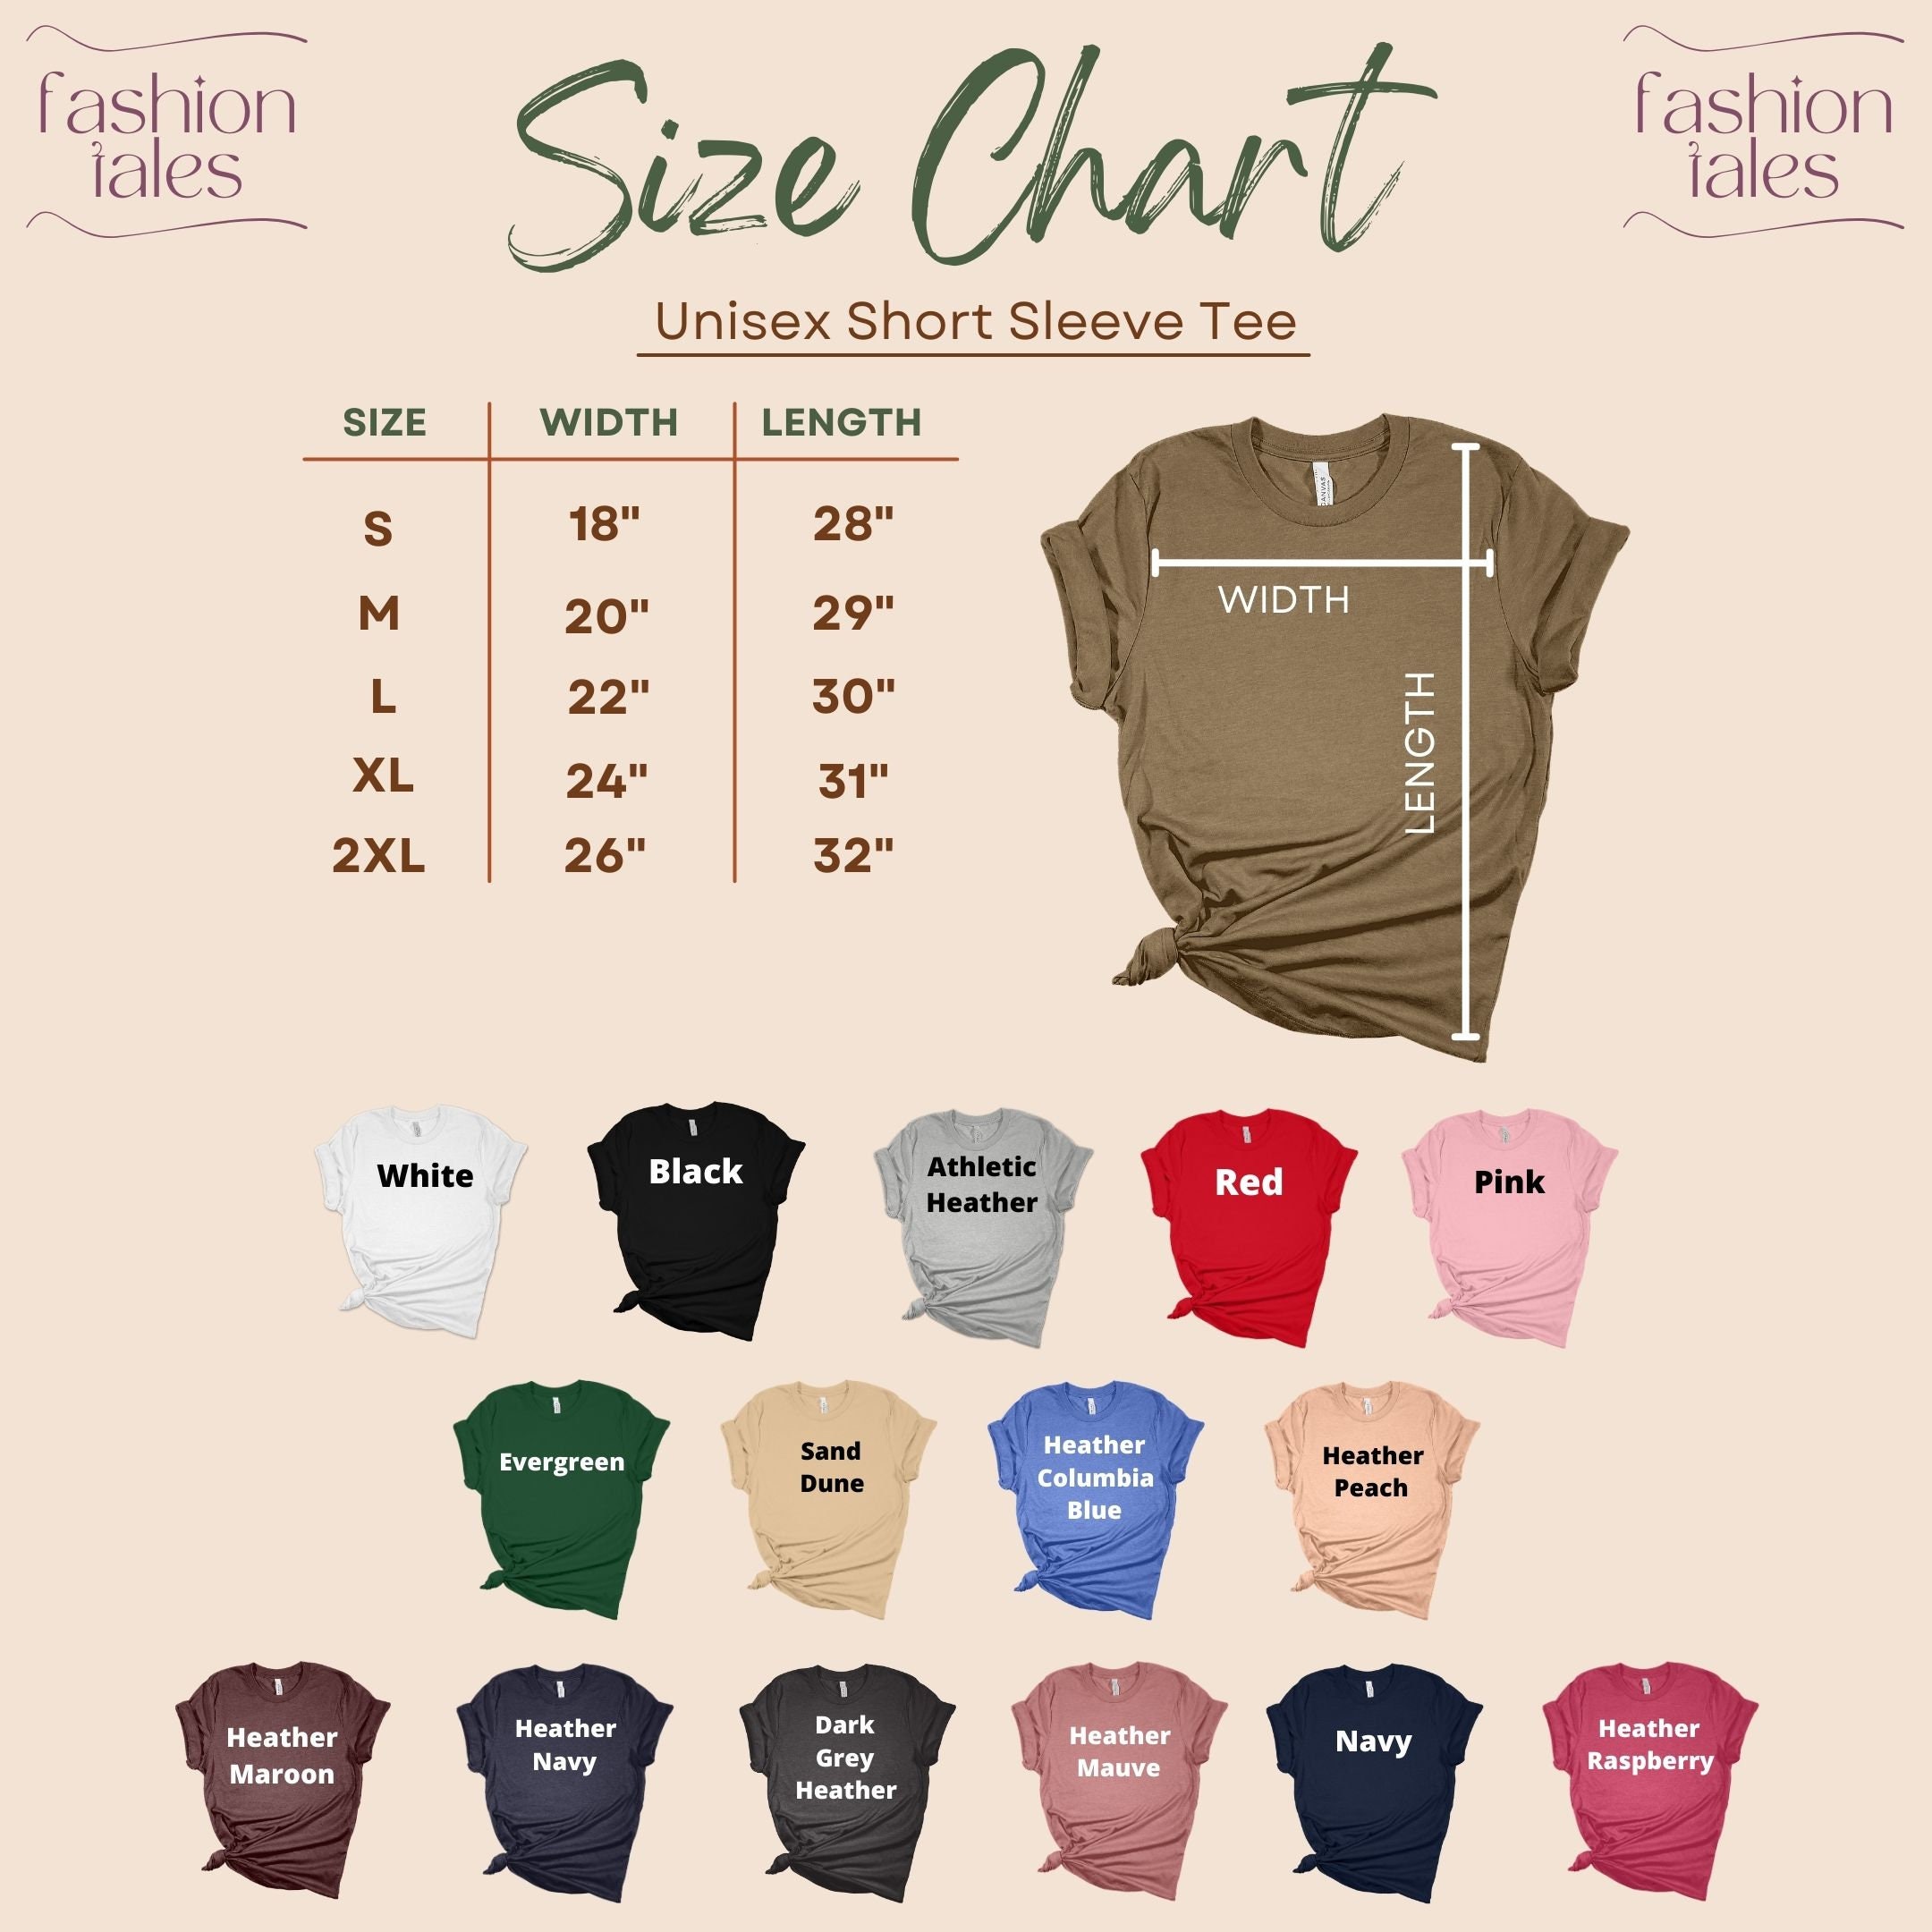 fashion
tales
Size Chart
fashion
tales
Unisex Short Sleeve Tee
SIZE WIDTH LENGTH
S 18" 28"
M 20" 29"
L 22" 30"
XL 24" 31"
2XL 26" 32"
CANVAS
WIDTH
LENGTH
White
Black
Athletic
Heather
Red
Pink
Evergreen
Sand
Dune
Heather
Columbia
Blue
Heather
Peach
Heather
Maroon
Heather
Navy
Dark
Grey
Heather
Heather
Mauve
Navy
Heather
Raspberry